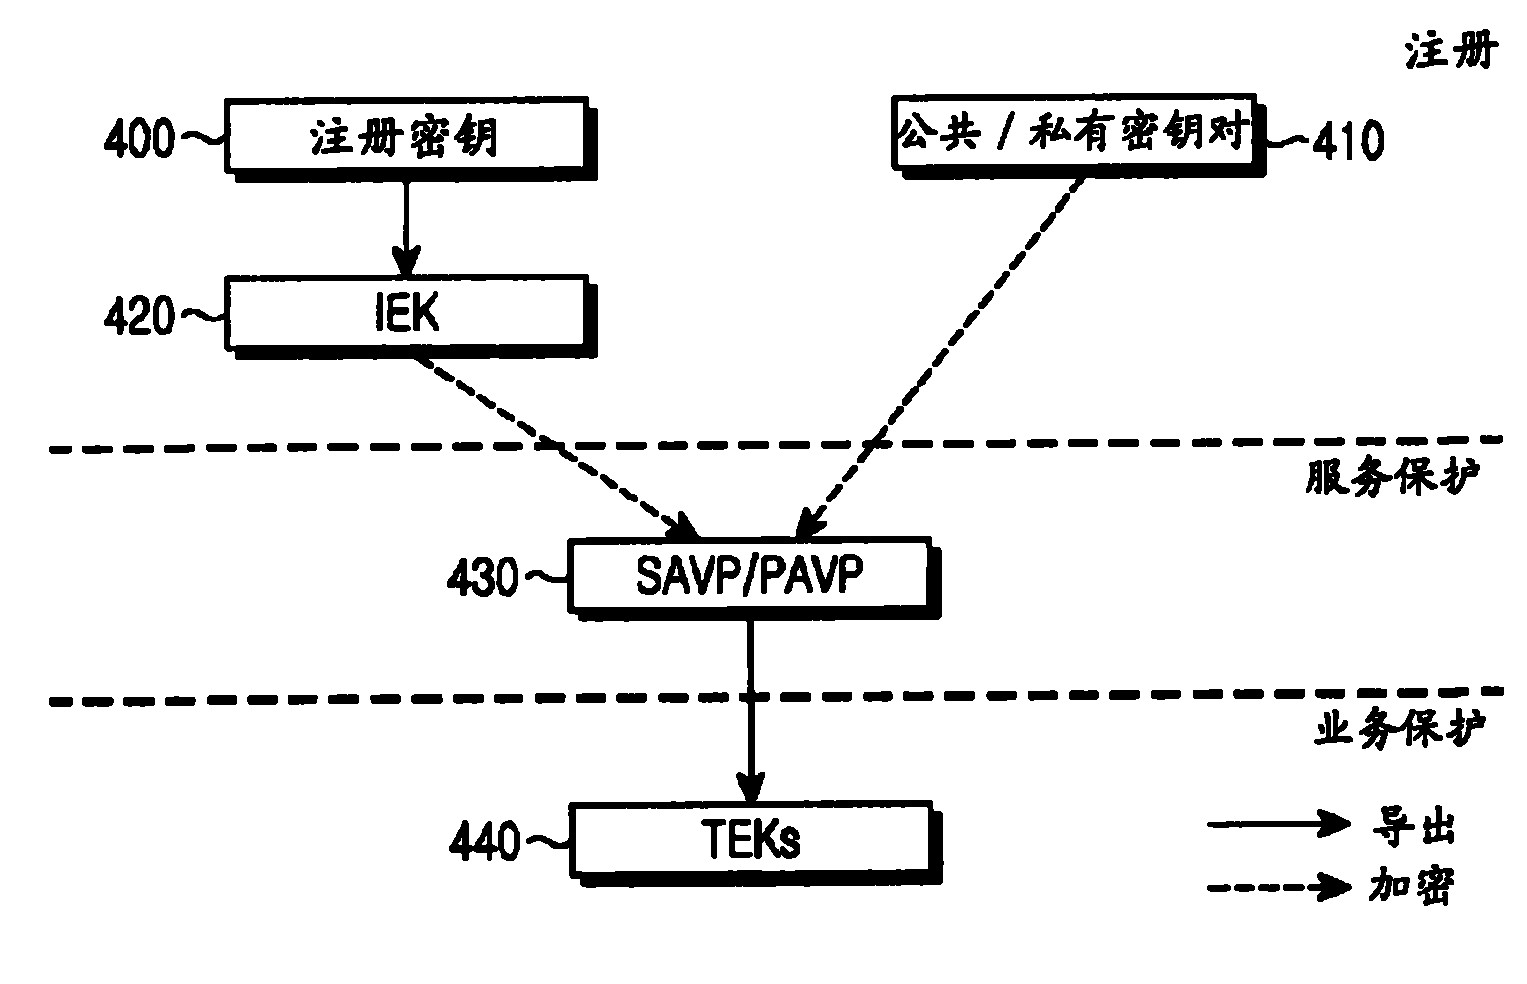 注册
400 注册密钥
公共/私有密钥对 410
420 IEK
服务保护
430 SAVP/PAVP
业务保护
440 TEKs
导出
加密